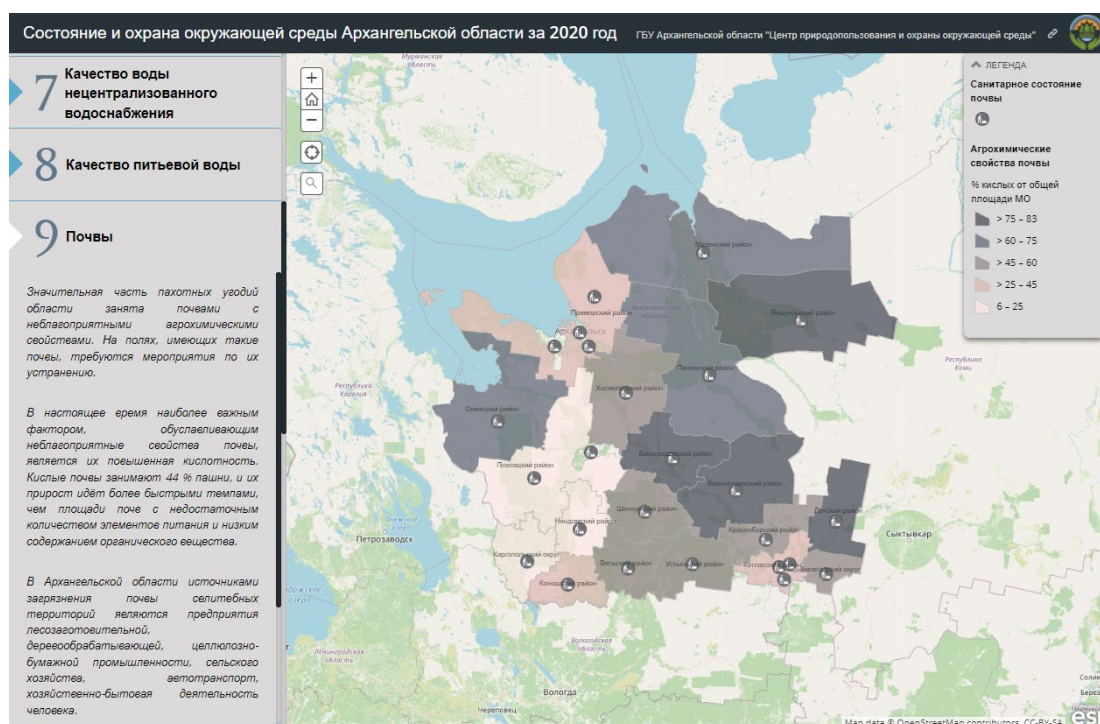 Состояние и охрана окружающей среды Архангельской области за 2020 год
ГБУ Архангельской области "Центр природопользования и охраны окружающей среды"
7
Качество воды
нецентрализованного
водоснабжения
8
Качество питьевой воды
9
Почвы
Значительная часть пахотных угодий
области занята почвами с
неблагоприятными агрохимическими
свойствами. На полях, имеющих такие
почвы, требуются мероприятия по их
устранению.
В настоящее время наиболее важным
фактором, обуславливающим
неблагоприятные свойства почвы,
является их повышенная кислотность.
Кислые почвы занимают 44 % пашни, и их
прирост идёт более быстрыми темпами,
чем площади поче с недостаточным
количеством элементов питания и низким
содержанием органического вещества.
В Архангельской области источниками
загрязнения почвы селитебных
территорий являются предприятия
лесозаготовительной,
деревообрабатывающей, целлюлозно-
бумажной промышленности, сельского
хозяйства, автотранспорт,
хозяйственно-бытовая деятельность
человека.
+
−
Мурманская
область
Мезенский район
Лешуконский район
Приморский район
Архангельская
область
Пинежский район
Холмогорский район
Республика
Карелия
Республика
Коми
Онежский район
Виноградовский район
Плесецкий район
Верхнетоемский район
Шенкурский район
Ленский район
Няндомский район
Красноборский район
Онежское
озеро
Петрозаводск
Сыктывкар
Каргопольский округ
Вельский район
Устьянский район
Коношский район
Вологодская
область
Ленинградская
область
Вологда
Череповец
ЛЕГЕНДА
Санитарное состояние
почвы
Агрохимические
свойства почвы
% кислых от общей
площади МО
> 75 – 83
> 60 – 75
> 45 – 60
> 25 – 45
6 – 25
Map data © OpenStreetMap contributors, CC-BY-SA
esri